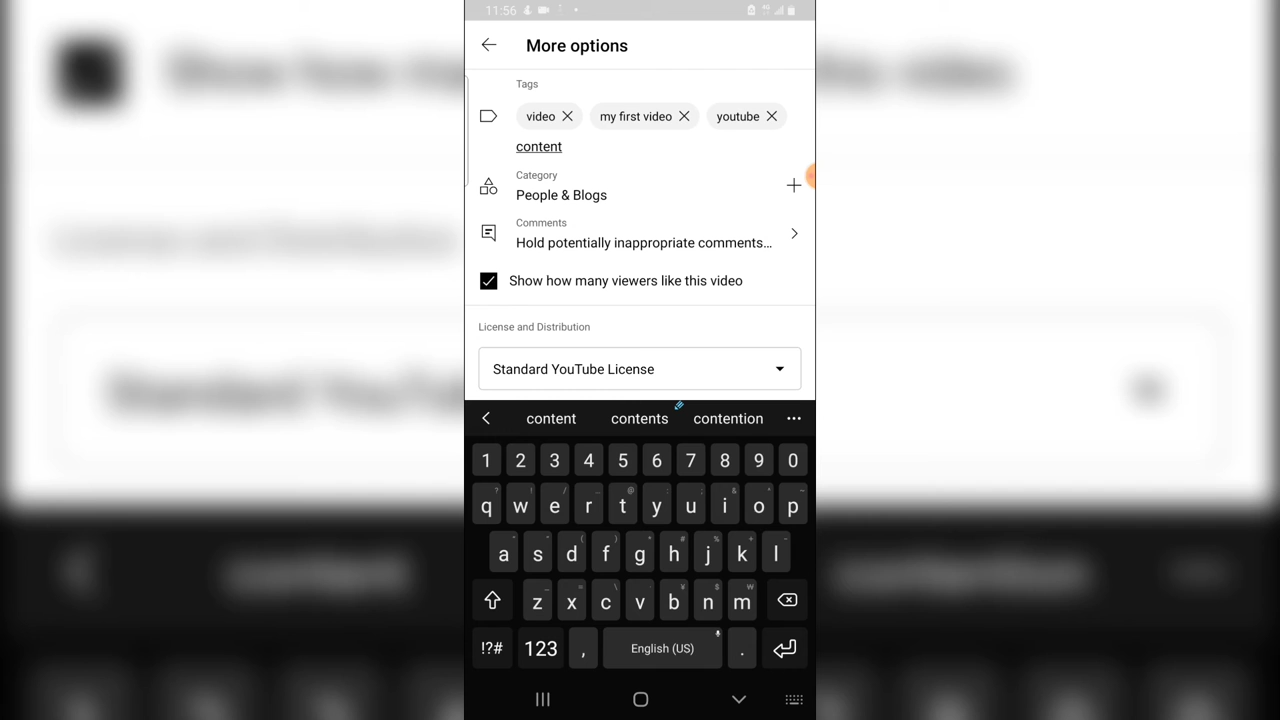 11:56
More options
Tags
video my first video youtube
content
Category
People & Blogs
Comments
Hold potentially inappropriate comments...
Show how many viewers like this video
License and Distribution
Standard YouTube License
content contents contention
1 2 3 4 5 6 7 8 9 0
q w e r t y u i o p
a s d f g h j k l
z x c v b n m
!?# 123 , English (US) .